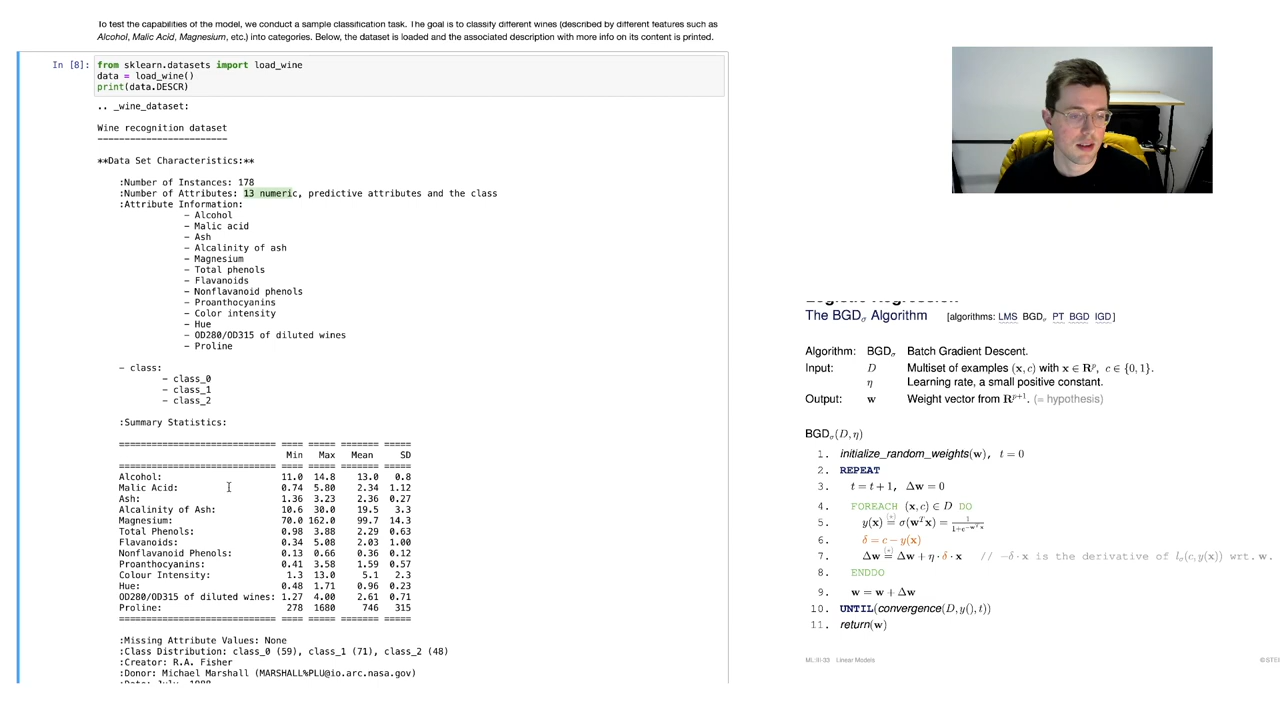 To test the capabilities of the model, we conduct a sample classification task. The goal is to classify different wines (described by different features such as
Alcohol, Malic Acid, Magnesium, etc.) into categories. Below, the dataset is loaded and the associated description with more info on its content is printed.
In [8]: from sklearn.datasets import load_wine
data = load_wine()
print(data.DESCR)
.. _wine_dataset:
Wine recognition dataset
------------------------
**Data Set Characteristics:**
:Number of Instances: 178
:Number of Attributes: 13 numeric, predictive attributes and the class
:Attribute Information:
- Alcohol
- Malic acid
- Ash
- Alcalinity of ash
- Magnesium
- Total phenols
- Flavanoids
- Nonflavanoid phenols
- Proanthocyanins
- Color intensity
- Hue
- OD280/OD315 of diluted wines
- Proline
- class:
- class_0
- class_1
- class_2
:Summary Statistics:
============================= ==== ===== ======= =====
Min Max Mean SD
============================= ==== ===== ======= =====
Alcohol: 11.0 14.8 13.0 0.8
Malic Acid: 0.74 5.80 2.34 1.12
Ash: 1.36 3.23 2.36 0.27
Alcalinity of Ash: 10.6 30.0 19.5 3.3
Magnesium: 70.0 162.0 99.7 14.3
Total Phenols: 0.98 3.88 2.29 0.63
Flavanoids: 0.34 5.08 2.03 1.00
Nonflavanoid Phenols: 0.13 0.66 0.36 0.12
Proanthocyanins: 0.41 3.58 1.59 0.57
Colour Intensity: 1.3 13.0 5.1 2.3
Hue: 0.48 1.71 0.96 0.23
OD280/OD315 of diluted wines: 1.27 4.00 2.61 0.71
Proline: 278 1680 746 315
============================= ==== ===== ======= =====
:Missing Attribute Values: None
:Class Distribution: class_0 (59), class_1 (71), class_2 (48)
:Creator: R.A. Fisher
:Donor: Michael Marshall (MARSHALL%PLU@io.arc.nasa.gov)
:Date: July, 1988
Logistic Regression
The BGDσ Algorithm [algorithms: LMS BGDσ PT BGD IGD]
Algorithm: BGDσ Batch Gradient Descent.
Input: D Multiset of examples (x, c) with x ∈ Rᵖ, c ∈ {0, 1}.
η Learning rate, a small positive constant.
Output: w Weight vector from Rᵖ⁺¹. (= hypothesis)
BGDσ(D, η)
1. initialize_random_weights(w), t = 0
2. REPEAT
3. t = t + 1, Δw = 0
4. FOREACH (x, c) ∈ D DO
5. y(x) (⋆)= σ(wᵀx) = 1/(1+e^(−wᵀx))
6. δ = c − y(x)
7. Δw (⋆)= Δw + η · δ · x // −δ · x is the derivative of lσ(c, y(x)) wrt. w.
8. ENDDO
9. w = w + Δw
10. UNTIL(convergence(D, y(), t))
11. return(w)
ML:III-33 Linear Models